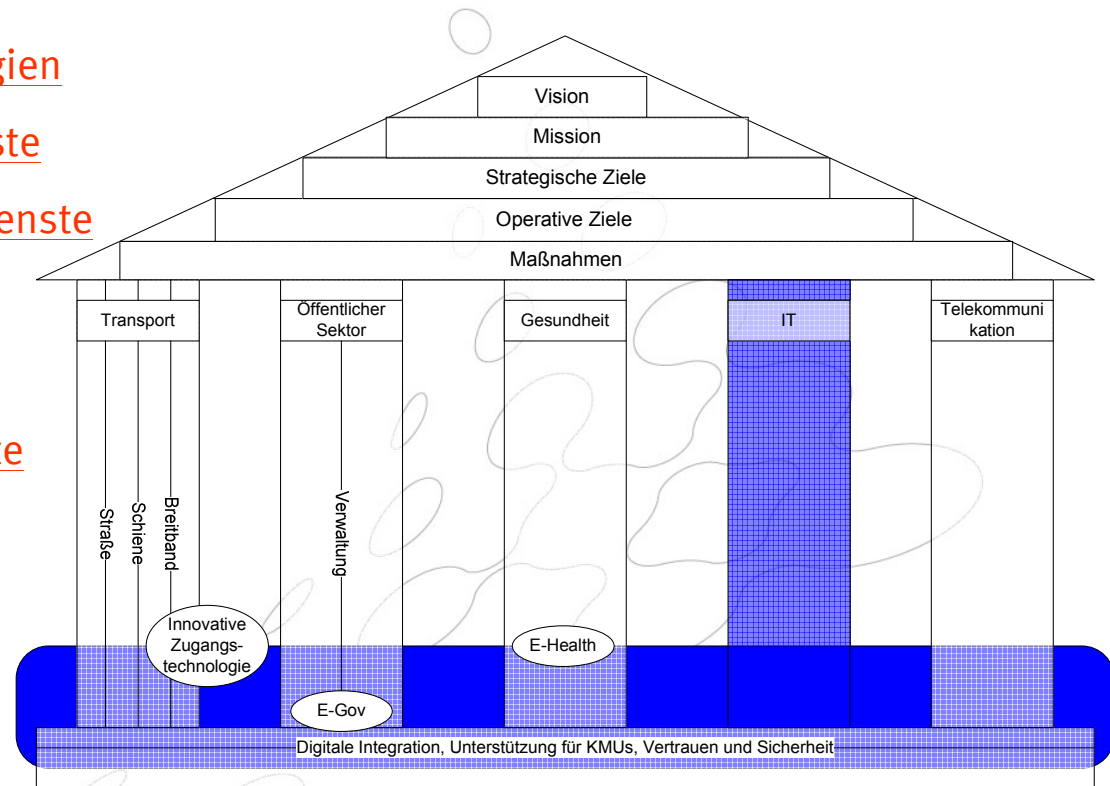 gien
ste
enste
te
Vision
Mission
Strategische Ziele
Operative Ziele
Maßnahmen
Transport
Öffentlicher
Sektor
Gesundheit
IT
Telekommuni
kation
Straße
Schiene
Breitband
Verwaltung
Innovative
Zugangs-
technologie
E-Health
E-Gov
Digitale Integration, Unterstützung für KMUs, Vertrauen und Sicherheit